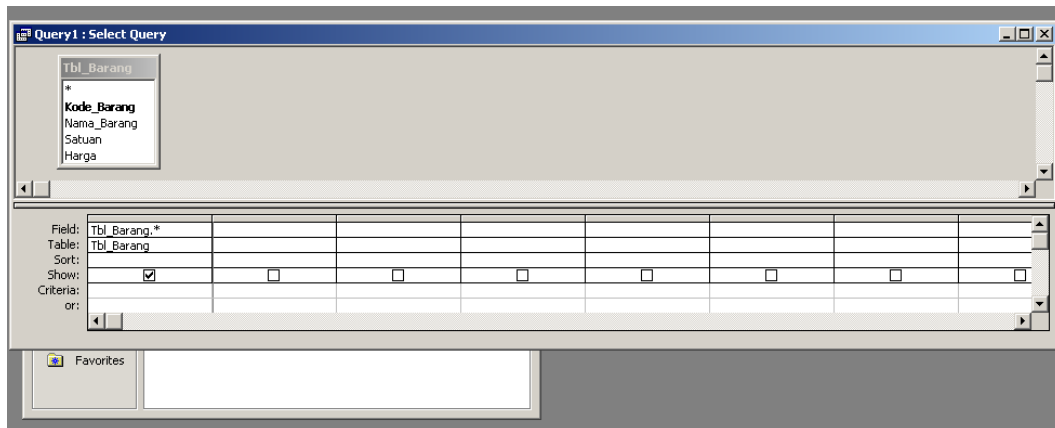 Query1 : Select Query
Tbl_Barang
*
Kode_Barang
Nama_Barang
Satuan
Harga
Field: Tbl_Barang.*
Table: Tbl_Barang
Sort:
Show:
Criteria:
or:
Favorites